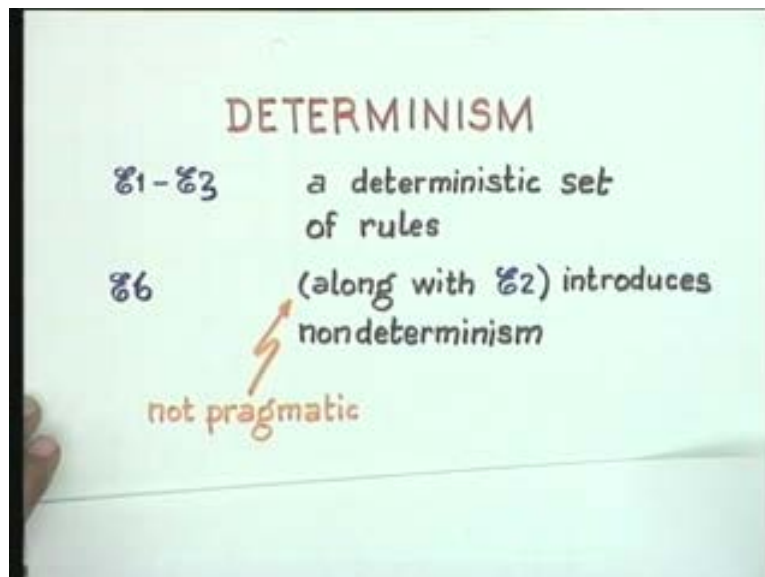 DETERMINISM
ℰ1 - ℰ3 a deterministic set
of rules
ℰ6 (along with ℰ2) introduces
nondeterminism
not pragmatic